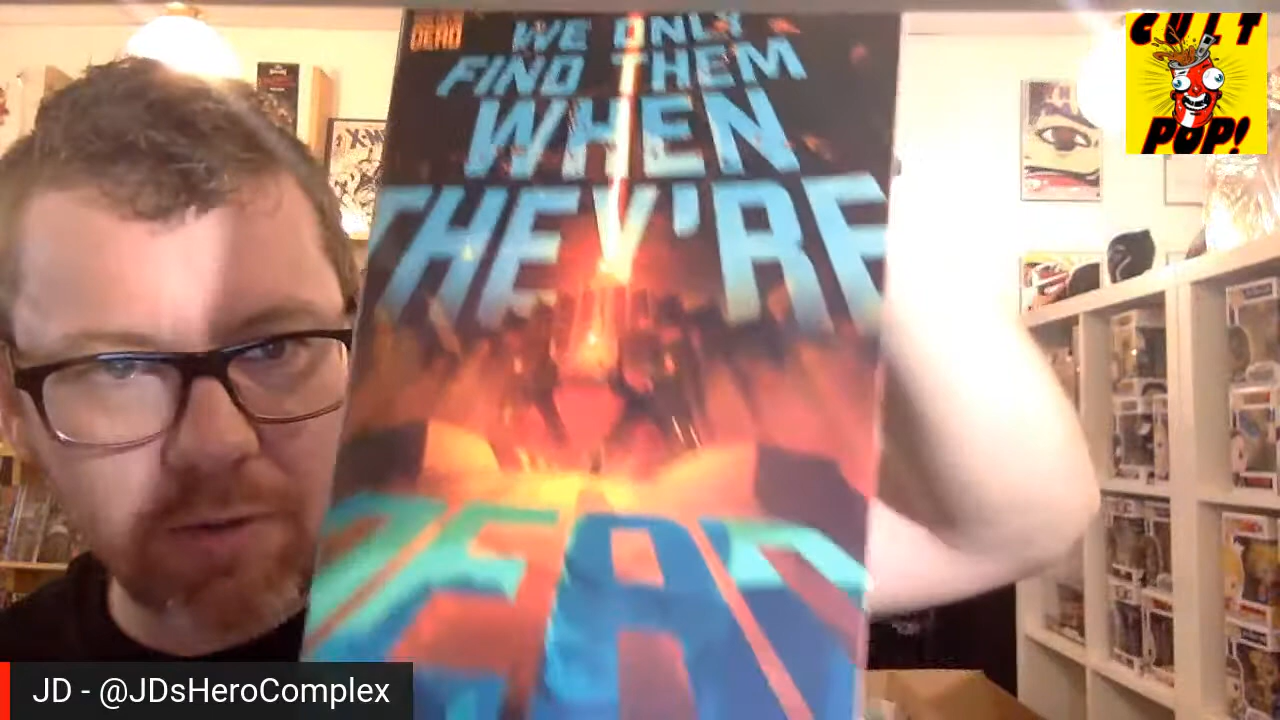 WE ONLY
FIND THEM
WHEN
THEY'RE
DEAD
CULT
POP!
X-M
JD - @JDsHeroComplex